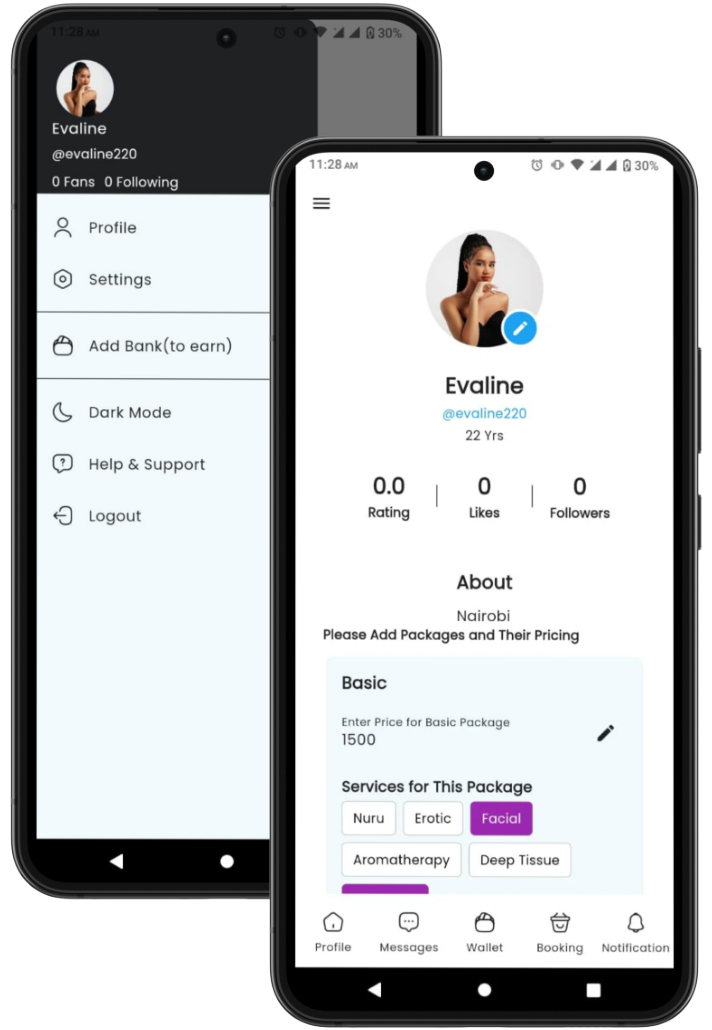 11:28 AM
30%
Evaline
@evaline220
0 Fans 0 Following
Profile
Settings
Add Bank(to earn)
Dark Mode
Help & Support
Logout
11:28 AM
30%
Evaline
@evaline220
22 Yrs
0.0 0 0
Rating Likes Followers
About
Nairobi
Please Add Packages and Their Pricing
Basic
Enter Price for Basic Package
1500
Services for This Package
Nuru Erotic Facial
Aromatherapy Deep Tissue
Profile Messages Wallet Booking Notification